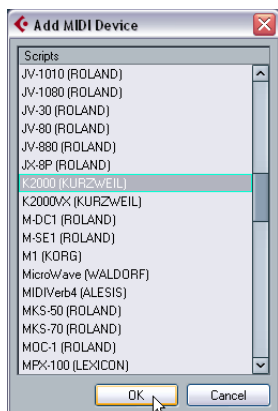 Add MIDI Device
Scripts
JV-1010 (ROLAND)
JV-1080 (ROLAND)
JV-30 (ROLAND)
JV-80 (ROLAND)
JV-880 (ROLAND)
JX-8P (ROLAND)
K2000 (KURZWEIL)
K2000VX (KURZWEIL)
M-DC1 (ROLAND)
M-SE1 (ROLAND)
M1 (KORG)
MicroWave (WALDORF)
MIDIVerb4 (ALESIS)
MKS-50 (ROLAND)
MKS-70 (ROLAND)
MOC-1 (ROLAND)
MPX-100 (LEXICON)
OK Cancel